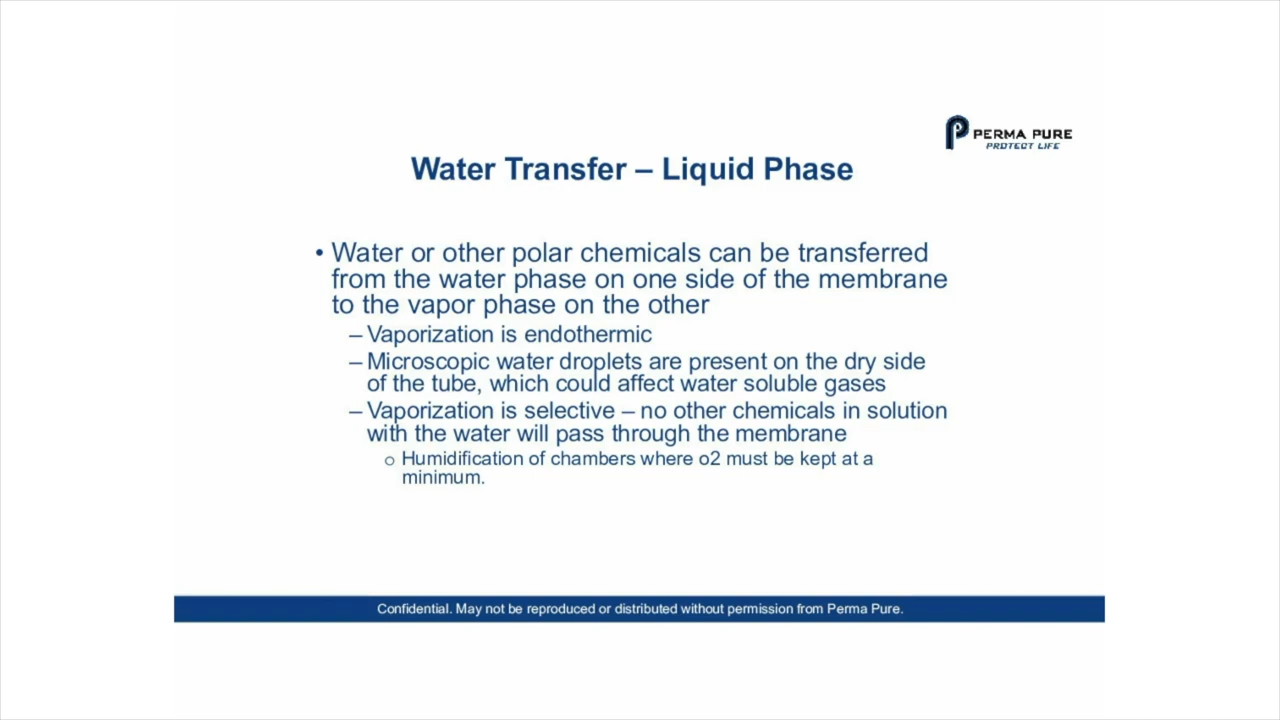 PERMA PURE
PROTECT LIFE
Water Transfer – Liquid Phase
• Water or other polar chemicals can be transferred
from the water phase on one side of the membrane
to the vapor phase on the other
– Vaporization is endothermic
– Microscopic water droplets are present on the dry side
of the tube, which could affect water soluble gases
– Vaporization is selective – no other chemicals in solution
with the water will pass through the membrane
o Humidification of chambers where o2 must be kept at a
minimum.
Confidential. May not be reproduced or distributed without permission from Perma Pure.